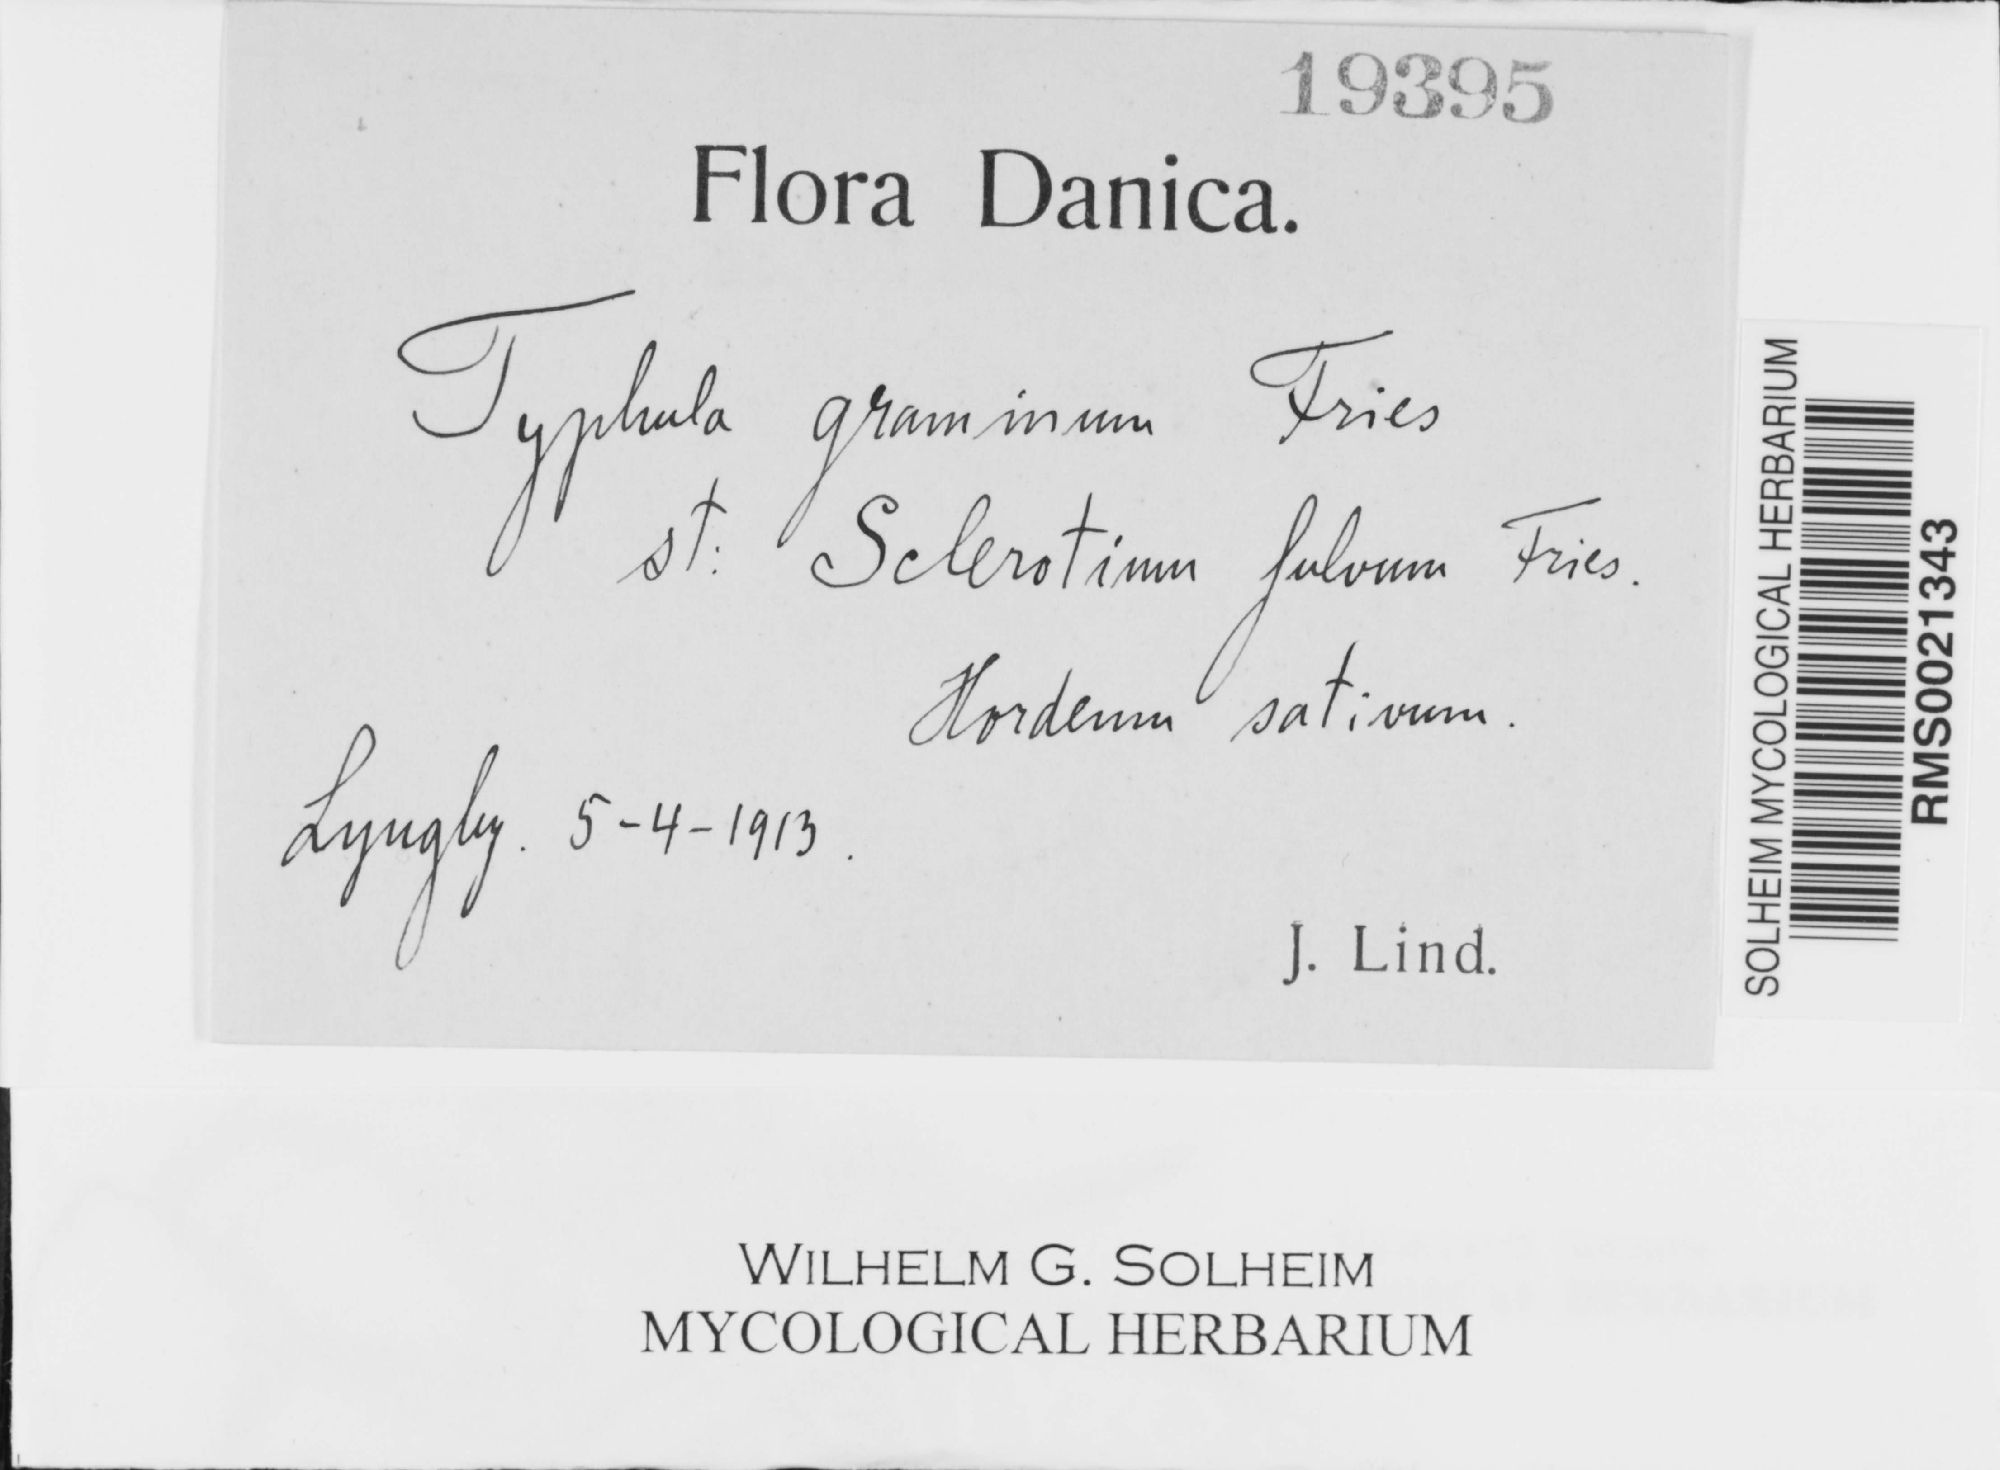 19395
Flora Danica.
Typhula graminum Fries
st: Sclerotium fulvum Fries.
Hordeum sativum.
Lyngby. 5-4-1913.
J. Lind.
SOLHEIM MYCOLOGICAL HERBARIUM
RMS0021343
WILHELM G. SOLHEIM
MYCOLOGICAL HERBARIUM